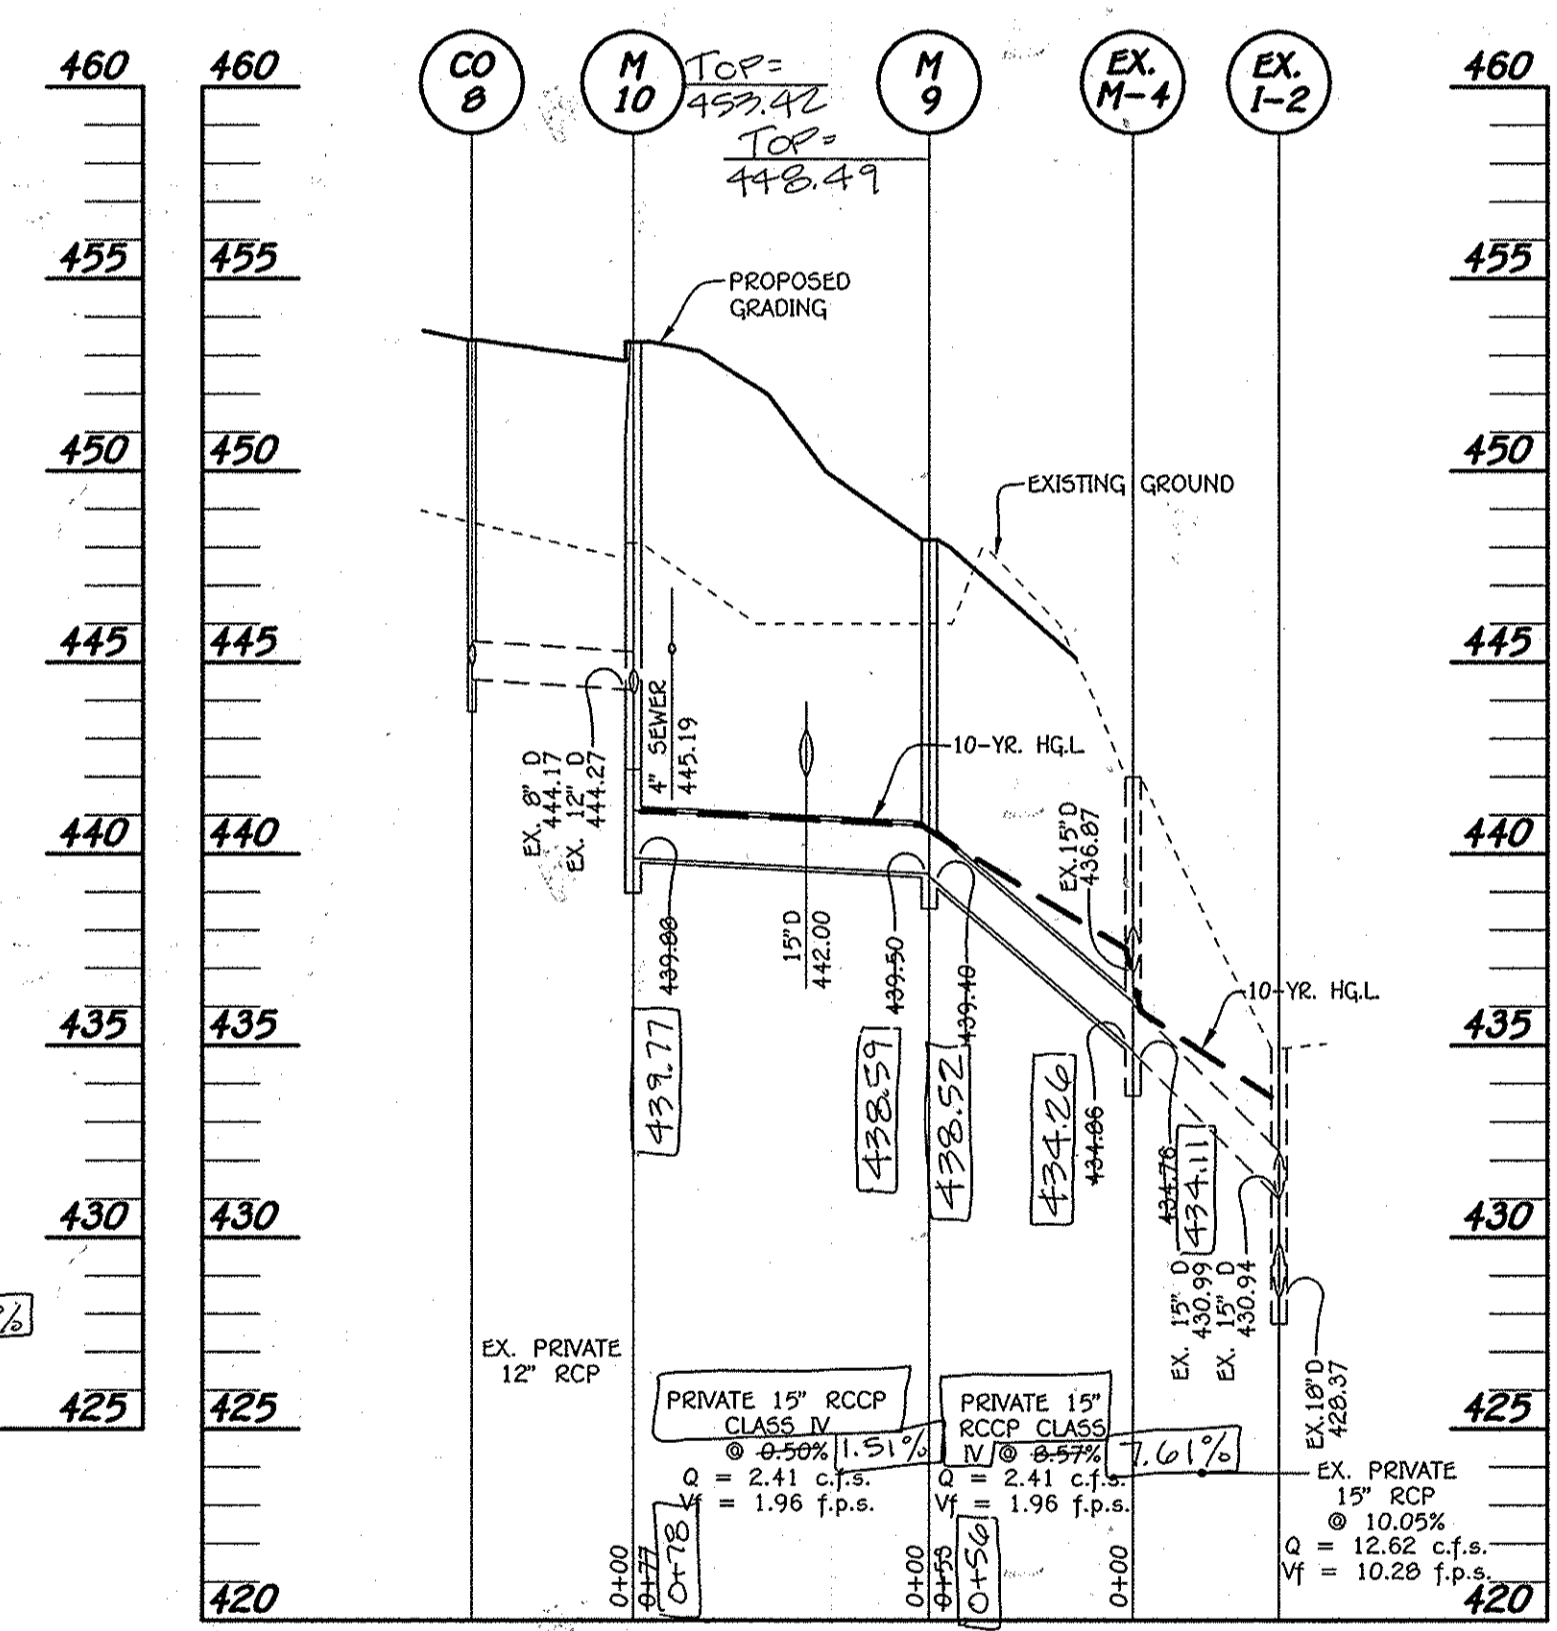 460
455
450
445
440
435
430
425
%
460
455
450
445
440
435
430
425
420
CO
8
M
10
TOP=
453.42
M
9
TOP=
448.49
EX.
M-4
EX.
I-2
PROPOSED
GRADING
EXISTING GROUND
10-YR. HG.L.
10-YR. HG.L.
EX. 8" D
444.17
EX. 12" D
444.27
4" SEWER
445.19
15" D
442.00
439.88
439.77
439.50
438.59
439.40
438.52
EX. 15" D
436.87
434.86
434.26
434.76
434.11
EX. 15" D
430.99
EX. 15" D
430.94
EX. 18" D
428.37
EX. PRIVATE
12" RCP
PRIVATE 15" RCCP
CLASS IV
@ 0.50% 1.51%
Q = 2.41 c.f.s.
Vf = 1.96 f.p.s.
PRIVATE 15"
RCCP CLASS
IV @ 8.57% 7.61%
Q = 2.41 c.f.s.
Vf = 1.96 f.p.s.
EX. PRIVATE
15" RCP
@ 10.05%
Q = 12.62 c.f.s.
Vf = 10.28 f.p.s.
0+00
0+77
0+78
0+00
0+53
0+56
0+00
460
455
450
445
440
435
430
425
420